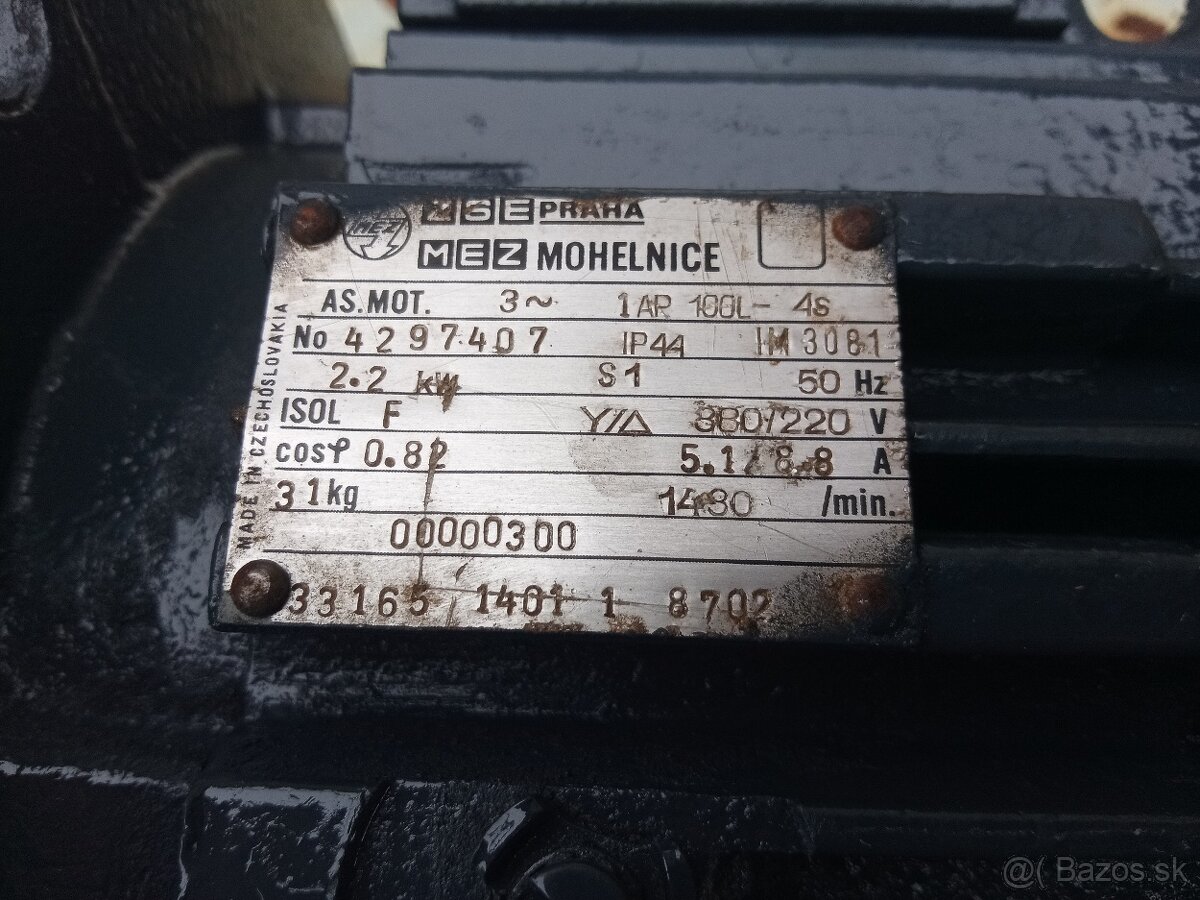 MEZ
ZSE PRAHA
MEZ MOHELNICE
AS.MOT. 3~ 1AP 100L- 4s
No 4297407 IP44 IM 3081
2.2 kW S1 50 Hz
ISOL F Y/Δ 380/220 V
cosφ 0.82 5.1/8.8 A
31kg 1430 /min.
00000300
33165 1401 1 8702
MADE IN CZECHOSLOVAKIA
@( Bazos.sk